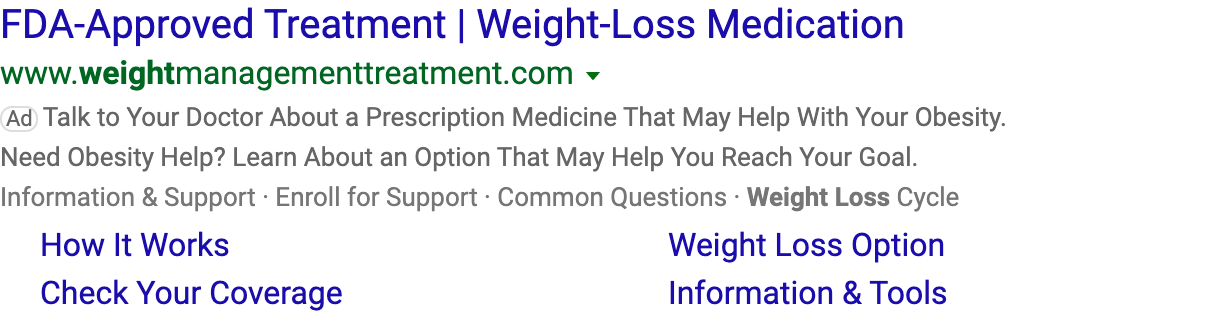 FDA-Approved Treatment | Weight-Loss Medication
www.weightmanagementtreatment.com
Ad Talk to Your Doctor About a Prescription Medicine That May Help With Your Obesity.
Need Obesity Help? Learn About an Option That May Help You Reach Your Goal.
Information & Support · Enroll for Support · Common Questions · Weight Loss Cycle
How It Works
Weight Loss Option
Check Your Coverage
Information & Tools